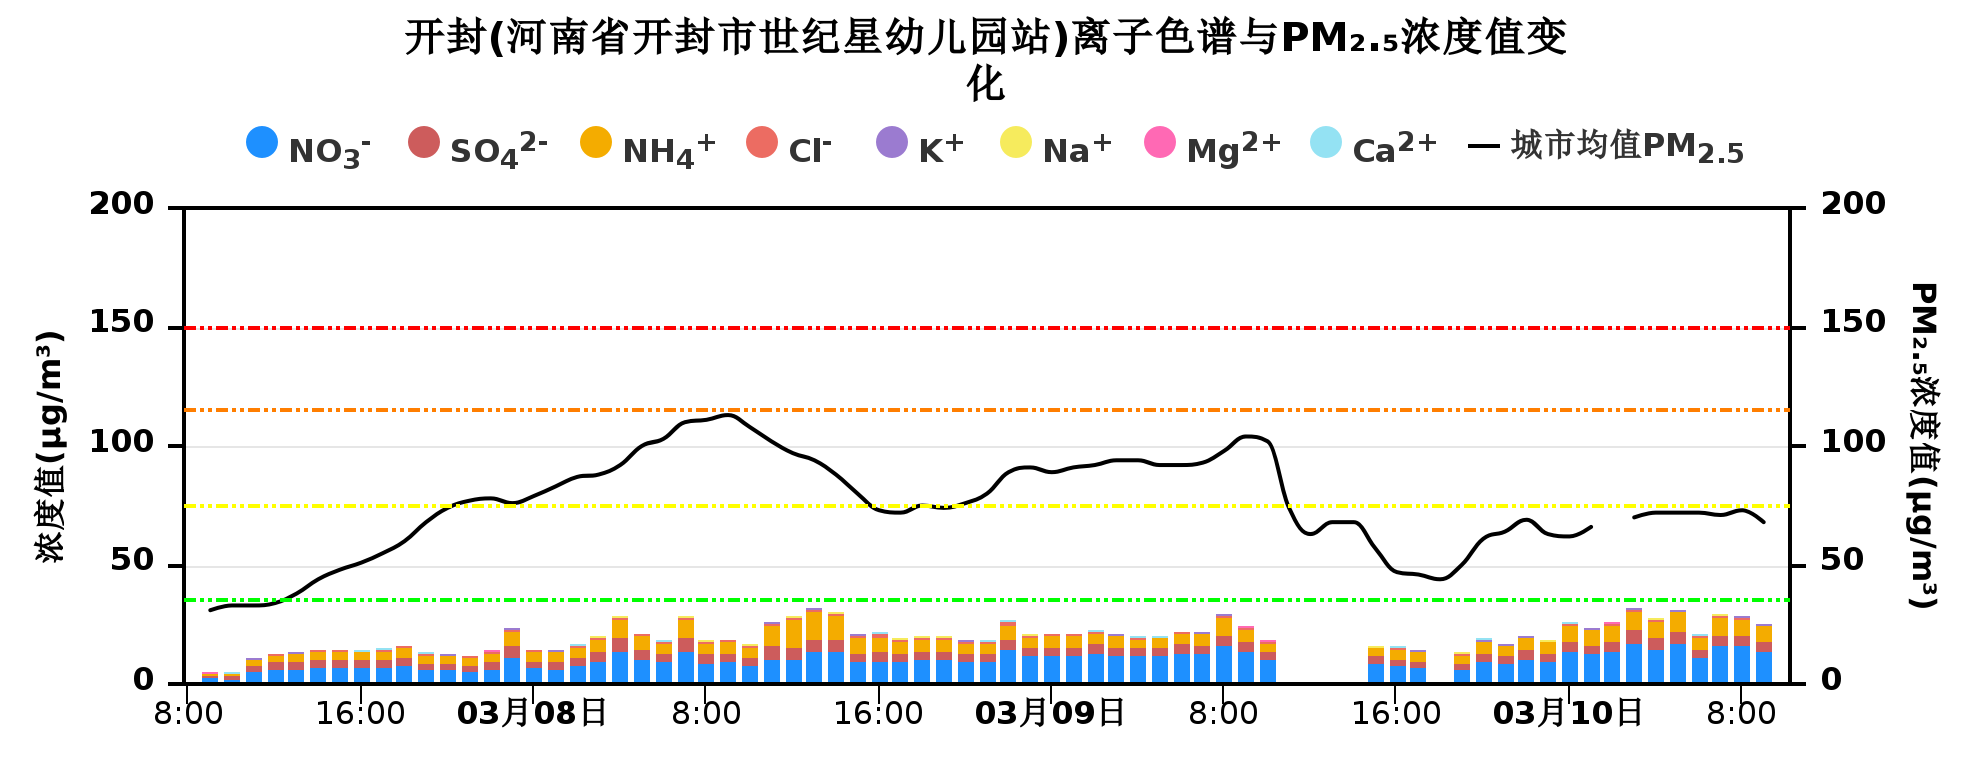 开封(河南省开封市世纪星幼儿园站)离子色谱与PM₂.₅浓度值变
化
NO₃⁻ SO₄²⁻ NH₄⁺ Cl⁻ K⁺ Na⁺ Mg²⁺ Ca²⁺ 城市均值PM₂.₅
浓度值(μg/m³)
200
150
100
50
0
200
150
100
50
0
PM₂.₅浓度值(μg/m³)
8:00 16:00 03月08日 8:00 16:00 03月09日 8:00 16:00 03月10日 8:00